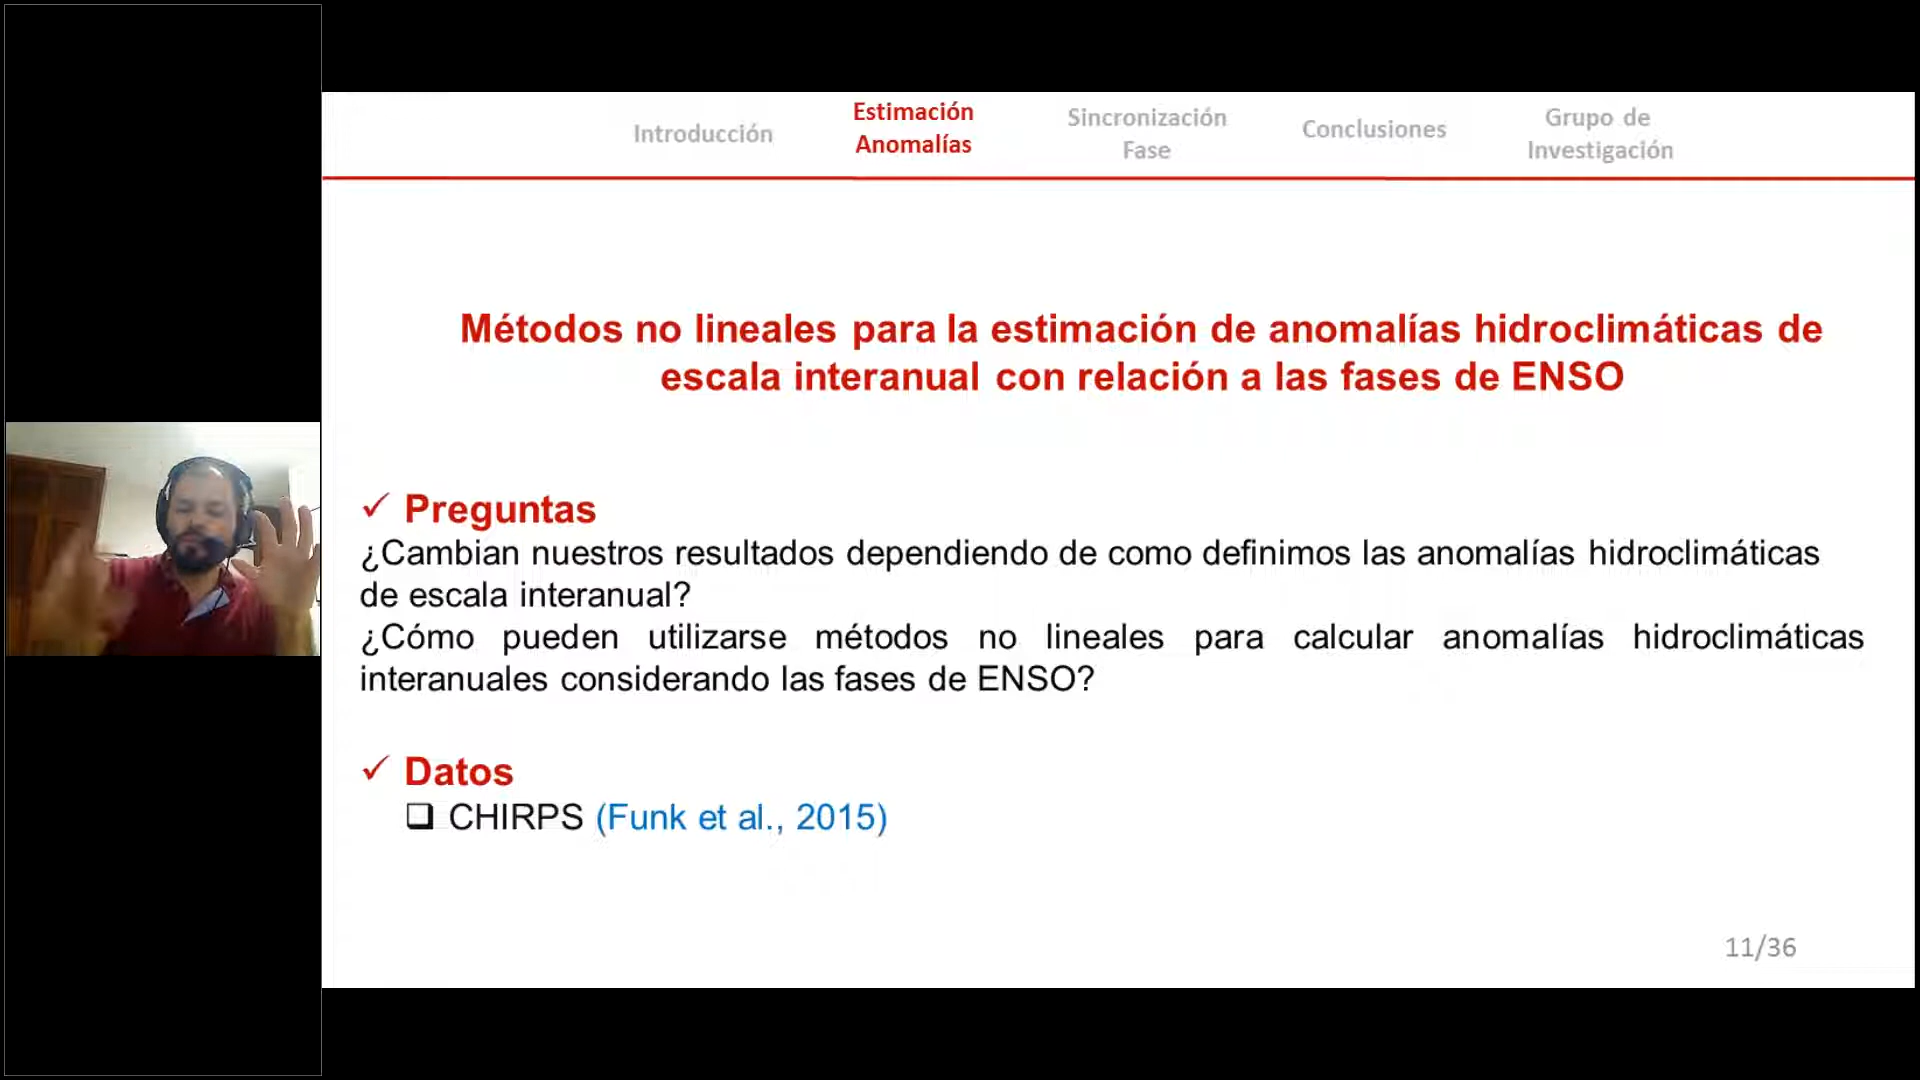 Introducción
Estimación
Anomalías
Sincronización
Fase
Conclusiones
Grupo de
Investigación
Métodos no lineales para la estimación de anomalías hidroclimáticas de
escala interanual con relación a las fases de ENSO
✓ Preguntas
¿Cambian nuestros resultados dependiendo de como definimos las anomalías hidroclimáticas
de escala interanual?
¿Cómo pueden utilizarse métodos no lineales para calcular anomalías hidroclimáticas
interanuales considerando las fases de ENSO?
✓ Datos
❑ CHIRPS (Funk et al., 2015)
11/36